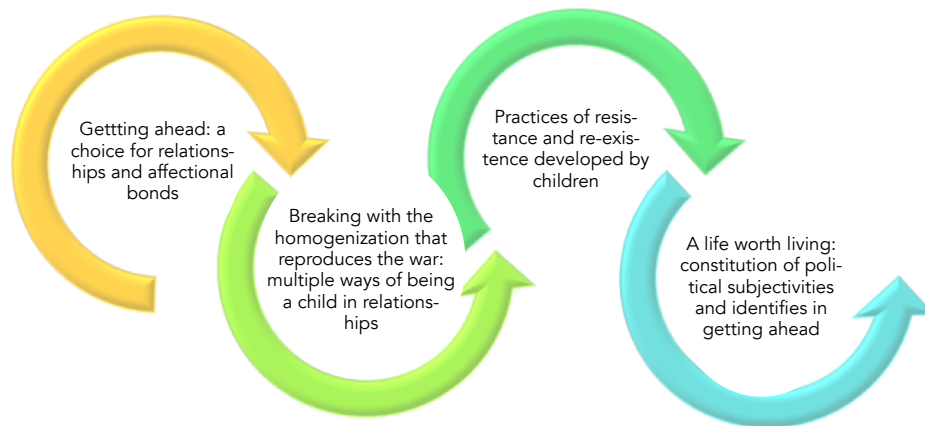 Gettting ahead: a
choice for relations-
hips and affectional
bonds
Breaking with the
homogenization that
reproduces the war:
multiple ways of being
a child in relations-
hips
Practices of resis-
tance and re-exis-
tence developed by
children
A life worth living:
constitution of poli-
tical subjectivities
and identifies in
getting ahead